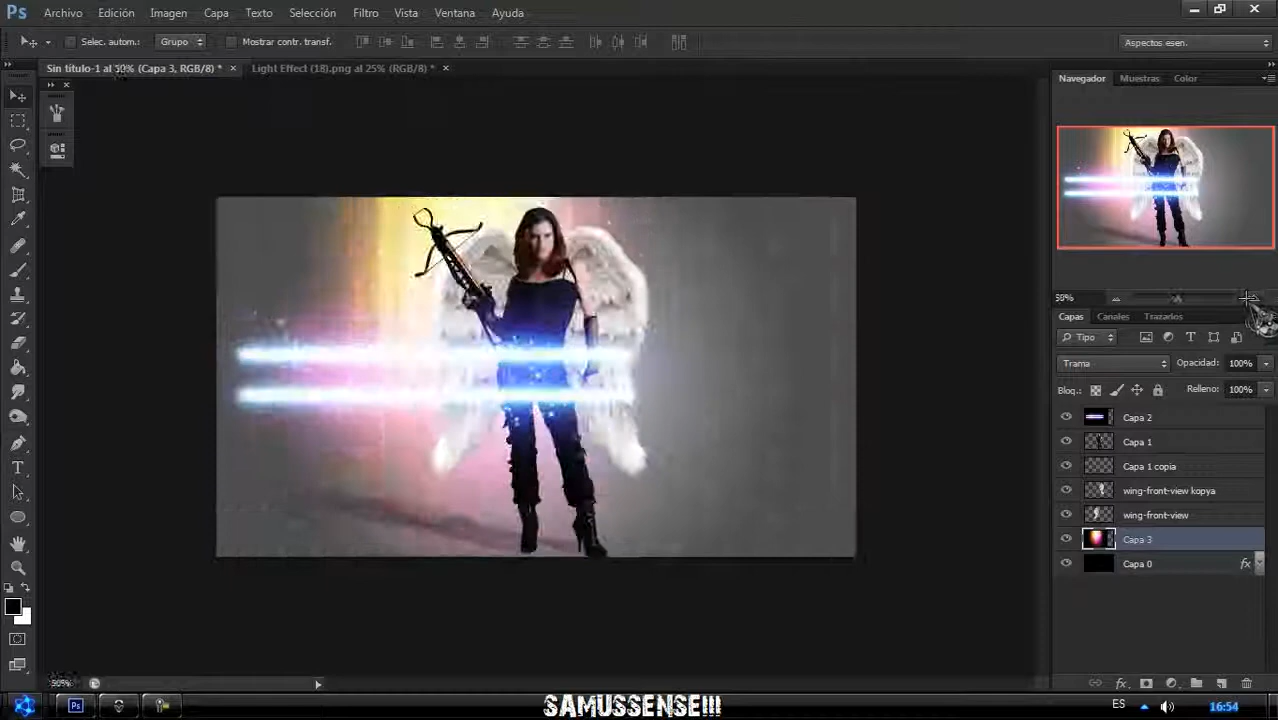 Ps Archivo Edición Imagen Capa Texto Selección Filtro Vista Ventana Ayuda
Selec. autom.: Grupo Mostrar contr. transf. Aspectos esen.
Sin título-1 al 50% (Capa 3, RGB/8) * × Light Effect (18).png al 25% (RGB/8) * ×
Navegador Muestras Color
50%
Capas Canales Trazados
Tipo
Trama Opacidad: 100%
Bloq.: Relleno: 100%
Capa 2
Capa 1
Capa 1 copia
wing-front-view kopya
wing-front-view
Capa 3
Capa 0 fx
fx
Ps ES 16:54
SAMUSSENSE!!!